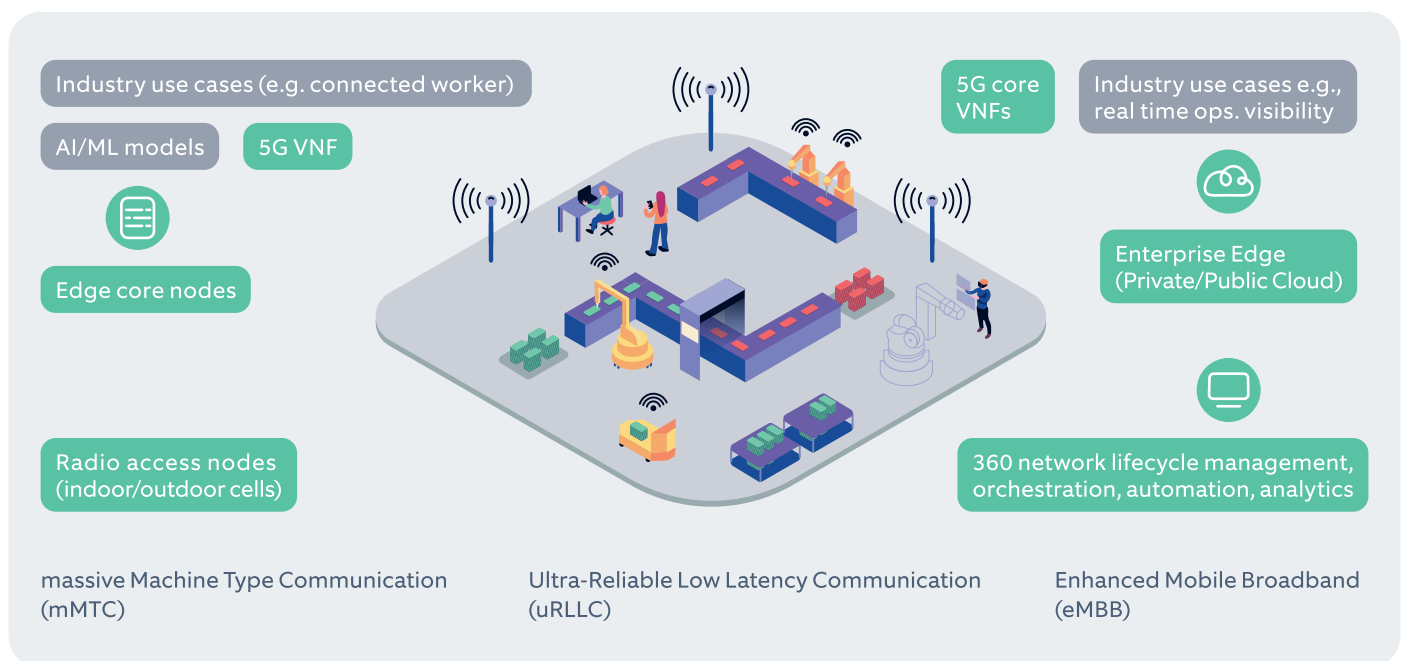 Industry use cases (e.g. connected worker)
AI/ML models
5G VNF
Edge core nodes
Radio access nodes
(indoor/outdoor cells)
5G core
VNFs
Industry use cases e.g.,
real time ops. visibility
Enterprise Edge
(Private/Public Cloud)
360 network lifecycle management,
orchestration, automation, analytics
massive Machine Type Communication
(mMTC)
Ultra-Reliable Low Latency Communication
(uRLLC)
Enhanced Mobile Broadband
(eMBB)